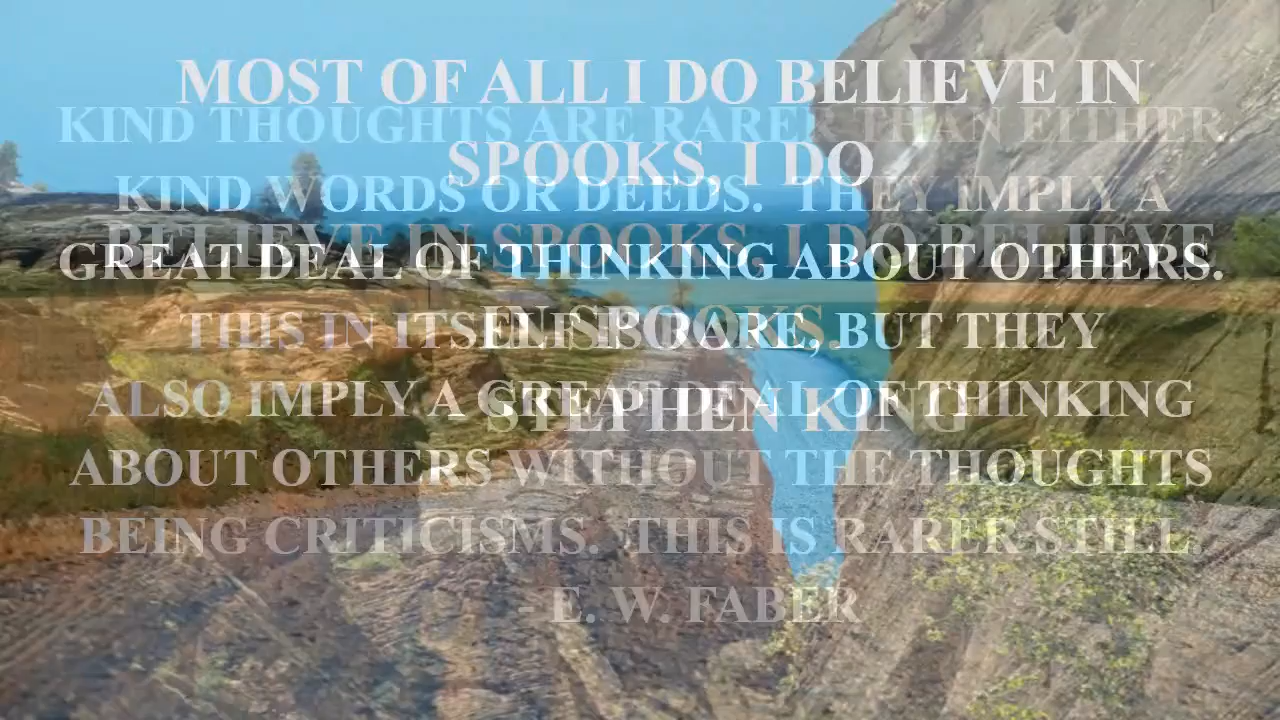 MOST OF ALL I DO BELIEVE IN
SPOOKS, I DO
BELIEVE IN SPOOKS, I DO BELIEVE
IN SPOOKS.
STEPHEN KING
KIND THOUGHTS ARE RARER THAN EITHER
KIND WORDS OR DEEDS. THEY IMPLY A
GREAT DEAL OF THINKING ABOUT OTHERS.
THIS IN ITSELF IS RARE, BUT THEY
ALSO IMPLY A GREAT DEAL OF THINKING
ABOUT OTHERS WITHOUT THE THOUGHTS
BEING CRITICISMS. THIS IS RARER STILL.
- E. W. FABER